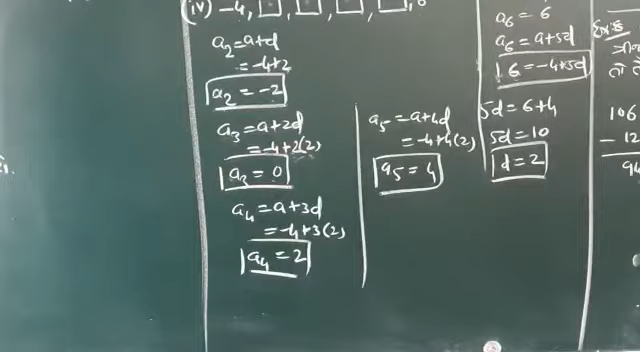 (iv) -4, □, □, □, □, 6
a₂ = a+d
= -4+2
a₂ = -2
a₃ = a+2d
= -4+2(2)
a₃ = 0
a₄ = a+3d
= -4+3(2)
a₄ = 2
a₅ = a+4d
= -4+4(2)
a₅ = 4
a₆ = 6
a₆ = a+5d
6 = -4+5d
5d = 6+4
5d = 10
d = 2
106
- 12
94